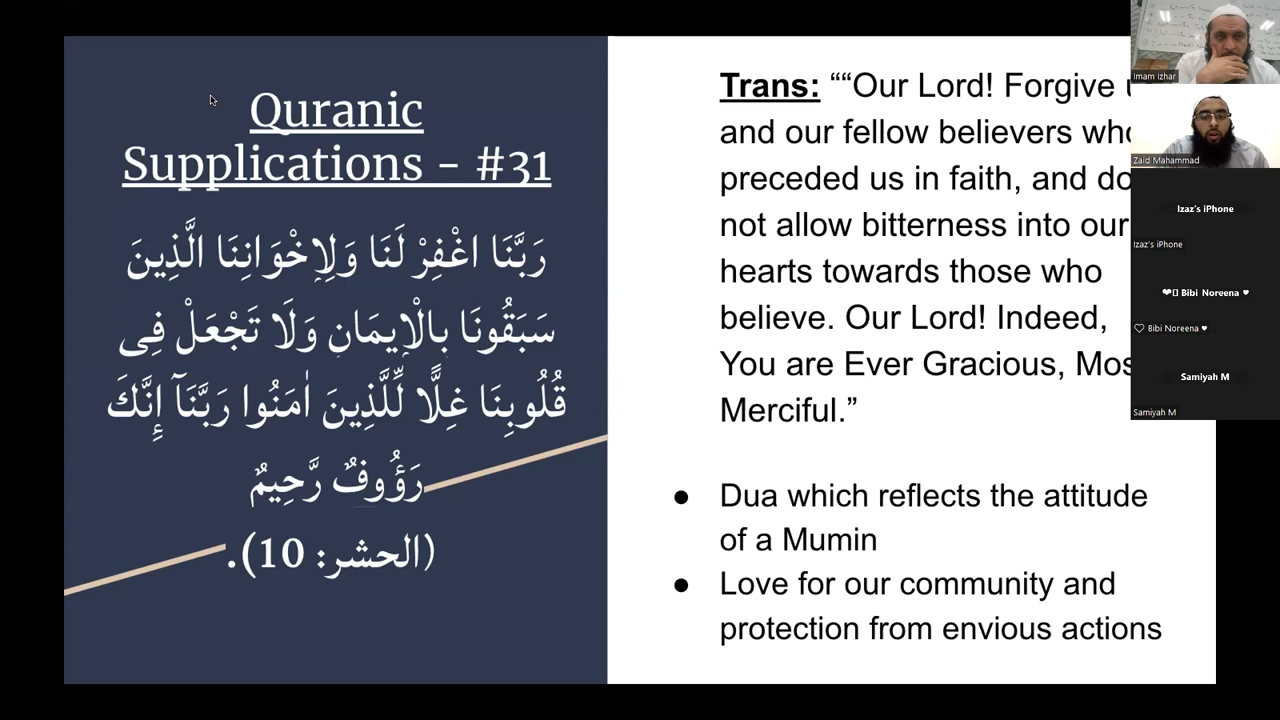 Quranic
Supplications - #31
رَبَّنَا اغْفِرْ لَنَا وَلِاِخْوَانِنَا الَّذِينَ
سَبَقُونَا بِالْاِيمَانِ وَلَا تَجْعَلْ فِى
قُلُوبِنَا غِلًّا لِّلَّذِينَ اٰمَنُوا رَبَّنَآ اِنَّكَ
رَؤُوفٌ رَّحِيمٌ
(الحشر: 10).
Trans: ““Our Lord! Forgive
and our fellow believers
preceded us in faith, and do
not allow bitterness into our
hearts towards those who
believe. Our Lord! Indeed,
You are Ever Gracious,
Merciful.”
● Dua which reflects the attitude
of a Mumin
● Love for our community and
protection from envious actions
Imam Izhar
Zaid Mahammad
Izaz's iPhone
Izaz's iPhone
Bibi Noreena ♥
♡ Bibi Noreena ♥
Samiyah M
Samiyah M